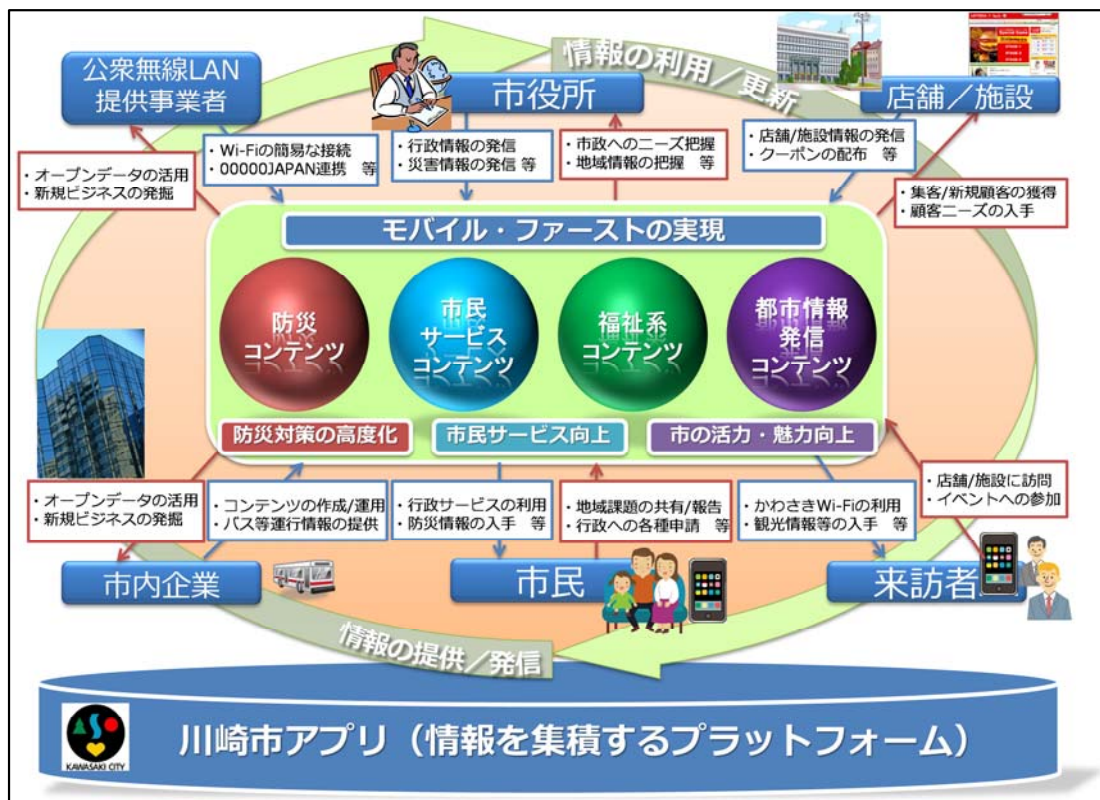 情報の利用／更新
公衆無線LAN
提供事業者
市役所
店舗／施設
・Wi-Fiの簡易な接続
・00000JAPAN連携　等
・行政情報の発信
・災害情報の発信 等
・市政へのニーズ把握
・地域情報の把握　等
・店舗/施設情報の発信
・クーポンの配布　等
・オープンデータの活用
・新規ビジネスの発掘
・集客/新規顧客の獲得
・顧客ニーズの入手
モバイル・ファーストの実現
防災
コンテンツ
市民
サービス
コンテンツ
福祉系
コンテンツ
都市情報
発信
コンテンツ
防災対策の高度化
市民サービス向上
市の活力・魅力向上
・オープンデータの活用
・新規ビジネスの発掘
・コンテンツの作成/運用
・バス等運行情報の提供
・行政サービスの利用
・防災情報の入手　等
・地域課題の共有/報告
・行政への各種申請　等
・かわさきWi-Fiの利用
・観光情報等の入手　等
・店舗/施設に訪問
・イベントへの参加
市内企業
市民
来訪者
情報の提供／発信
川崎市アプリ（情報を集積するプラットフォーム）
KAWASAKI CITY